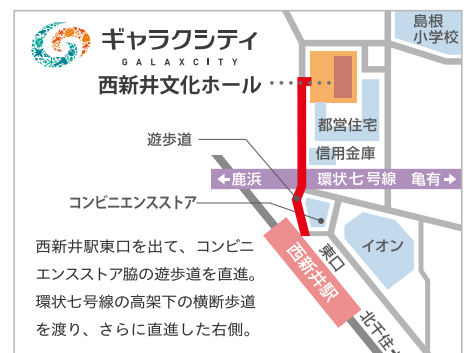 島根
小学校
ギャラクシティ
GALAXCITY
西新井文化ホール
都営住宅
遊歩道
信用金庫
←鹿浜 環状七号線 亀有→
コンビニエンスストア
東口
イオン
西新井駅
西新井駅東口を出て、コンビニ
エンスストア脇の遊歩道を直進。
環状七号線の高架下の横断歩道
を渡り、さらに直進した右側。
北千住